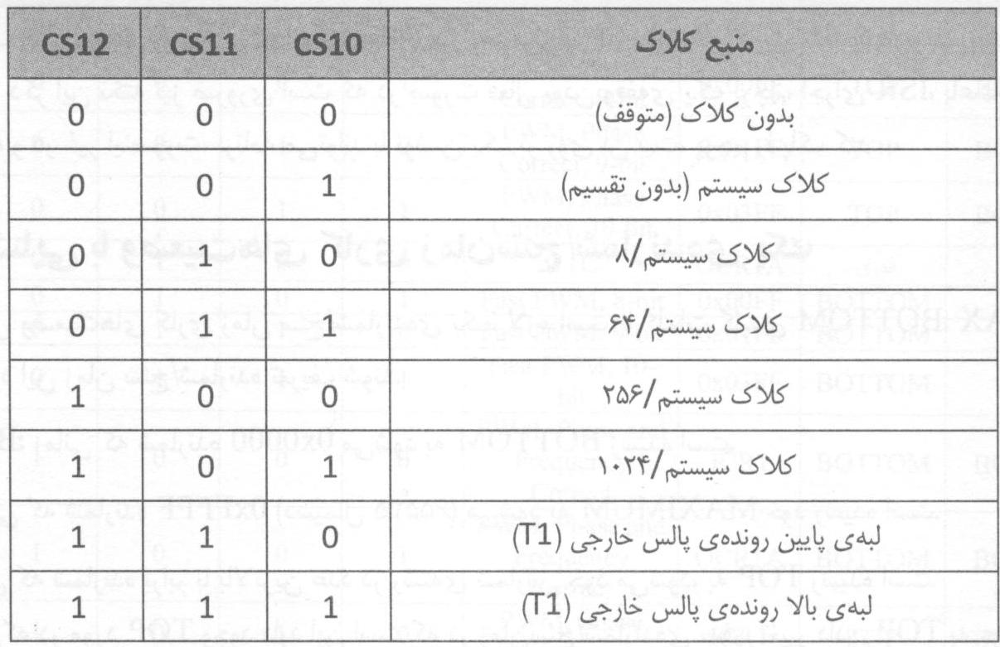 CS12 CS11 CS10 منبع کلاک
0 0 0 بدون کلاک (متوقف)
0 0 1 کلاک سیستم (بدون تقسیم)
0 1 0 کلاک سیستم/۸
0 1 1 کلاک سیستم/۶۴
1 0 0 کلاک سیستم/۲۵۶
1 0 1 کلاک سیستم/۱۰۲۴
1 1 0 لبه‌ی پایین رونده‌ی پالس خارجی (T1)
1 1 1 لبه‌ی بالا رونده‌ی پالس خارجی (T1)